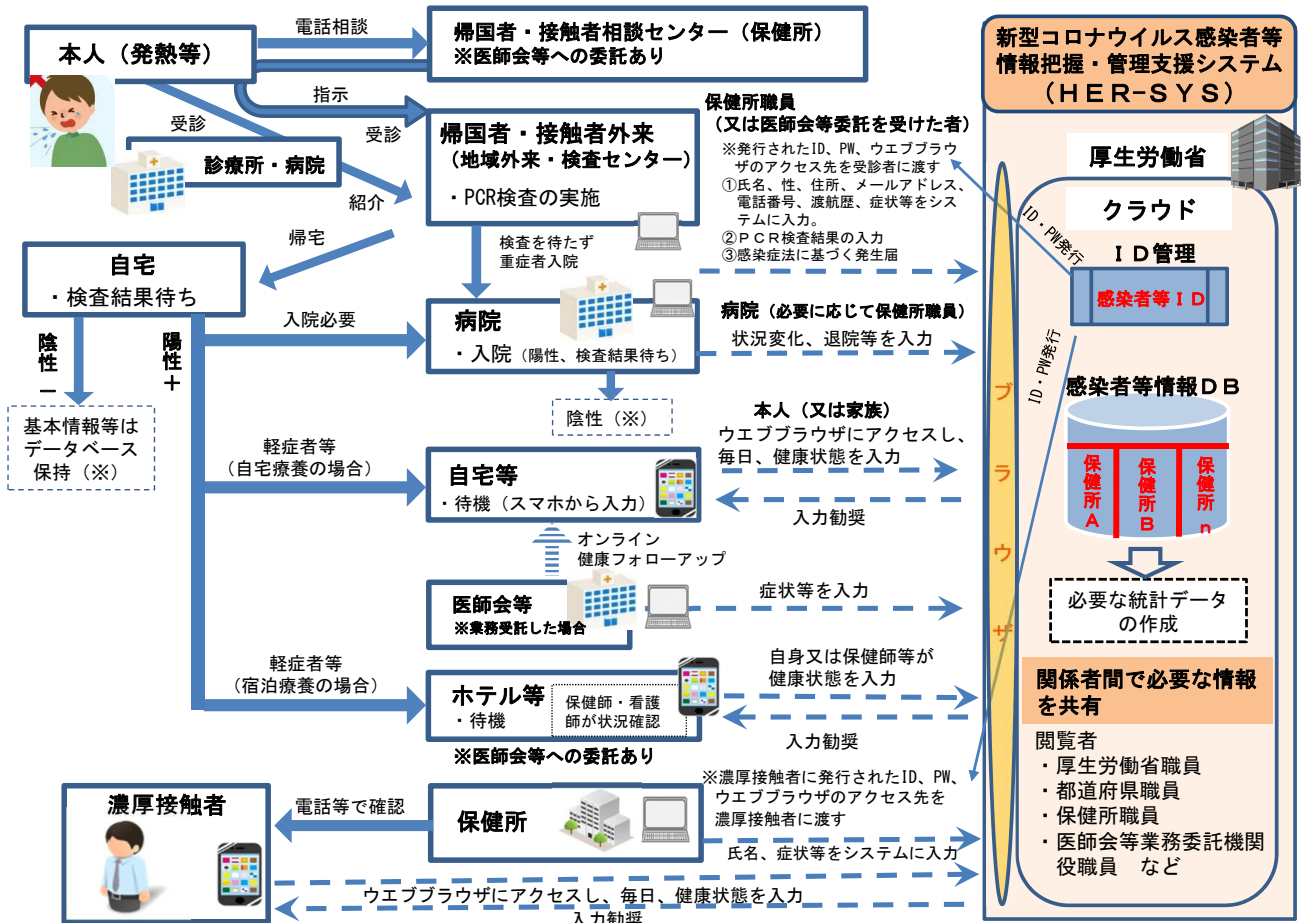 本人（発熱等）
電話相談
帰国者・接触者相談センター（保健所）
※医師会等への委託あり
指示
受診
受診
診療所・病院
紹介
帰国者・接触者外来
（地域外来・検査センター）
・PCR検査の実施
保健所職員
（又は医師会等委託を受けた者）
※発行されたID、PW、ウエブブラウ
ザのアクセス先を受診者に渡す
①氏名、性、住所、メールアドレス、
電話番号、渡航歴、症状等をシス
テムに入力。
②ＰＣＲ検査結果の入力
③感染症法に基づく発生届
帰宅
検査を待たず
重症者入院
自宅
・検査結果待ち
入院必要
病院
・入院（陽性、検査結果待ち）
病院（必要に応じて保健所職員）
状況変化、退院等を入力
陰性
－
陽性
＋
基本情報等は
データベース
保持（※）
陰性（※）
軽症者等
（自宅療養の場合）
自宅等
・待機（スマホから入力）
本人（又は家族）
ウエブブラウザにアクセスし、
毎日、健康状態を入力
入力勧奨
オンライン
健康フォローアップ
医師会等
※業務受託した場合
症状等を入力
軽症者等
（宿泊療養の場合）
ホテル等
・待機
保健師・看護
師が状況確認
※医師会等への委託あり
自身又は保健師等が
健康状態を入力
入力勧奨
濃厚接触者
電話等で確認
保健所
※濃厚接触者に発行されたID、PW、
ウエブブラウザのアクセス先を
濃厚接触者に渡す
氏名、症状等をシステムに入力
ウエブブラウザにアクセスし、毎日、健康状態を入力
入力勧奨
新型コロナウイルス感染者等
情報把握・管理支援システム
（ＨＥＲ-ＳＹＳ）
厚生労働省
クラウド
ＩＤ管理
感染者等ＩＤ
ID・PW発行
ID・PW発行
ブラウザ
感染者等情報ＤＢ
保健所Ａ
保健所Ｂ
保健所ｎ
必要な統計データ
の作成
関係者間で必要な情報
を共有
閲覧者
・厚生労働省職員
・都道府県職員
・保健所職員
・医師会等業務委託機関
役職員　など